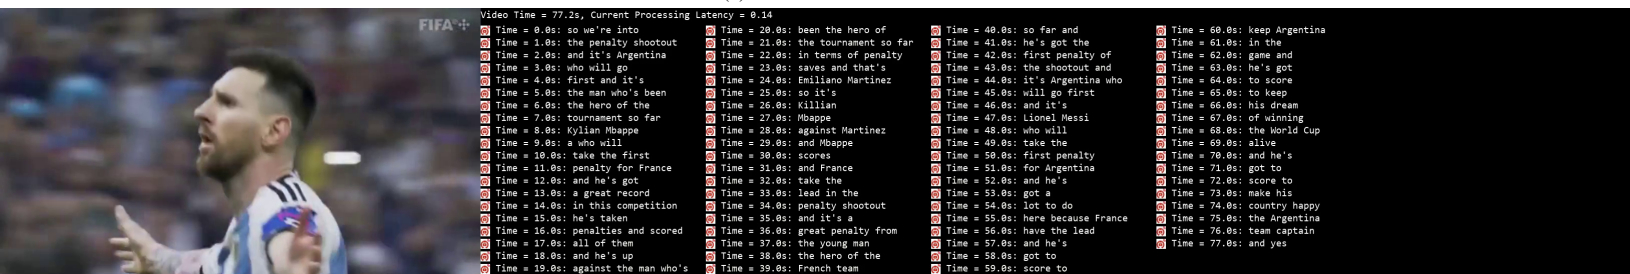 FIFA+
Video Time = 77.2s, Current Processing Latency = 0.14
Time = 0.0s: so we're into
Time = 1.0s: the penalty shootout
Time = 2.0s: and it's Argentina
Time = 3.0s: who will go
Time = 4.0s: first and it's
Time = 5.0s: the man who's been
Time = 6.0s: the hero of the
Time = 7.0s: tournament so far
Time = 8.0s: Kylian Mbappe
Time = 9.0s: a who will
Time = 10.0s: take the first
Time = 11.0s: penalty for France
Time = 12.0s: and he's got
Time = 13.0s: a great record
Time = 14.0s: in this competition
Time = 15.0s: he's taken
Time = 16.0s: penalties and scored
Time = 17.0s: all of them
Time = 18.0s: and he's up
Time = 19.0s: against the man who's
Time = 20.0s: been the hero of
Time = 21.0s: the tournament so far
Time = 22.0s: in terms of penalty
Time = 23.0s: saves and that's
Time = 24.0s: Emiliano Martinez
Time = 25.0s: so it's
Time = 26.0s: Killian
Time = 27.0s: Mbappe
Time = 28.0s: against Martinez
Time = 29.0s: and Mbappe
Time = 30.0s: scores
Time = 31.0s: and France
Time = 32.0s: take the
Time = 33.0s: lead in the
Time = 34.0s: penalty shootout
Time = 35.0s: and it's a
Time = 36.0s: great penalty from
Time = 37.0s: the young man
Time = 38.0s: the hero of the
Time = 39.0s: French team
Time = 40.0s: so far and
Time = 41.0s: he's got the
Time = 42.0s: first penalty of
Time = 43.0s: the shootout and
Time = 44.0s: it's Argentina who
Time = 45.0s: will go first
Time = 46.0s: and it's
Time = 47.0s: Lionel Messi
Time = 48.0s: who will
Time = 49.0s: take the
Time = 50.0s: first penalty
Time = 51.0s: for Argentina
Time = 52.0s: and he's
Time = 53.0s: got a
Time = 54.0s: lot to do
Time = 55.0s: here because France
Time = 56.0s: have the lead
Time = 57.0s: and he's
Time = 58.0s: got to
Time = 59.0s: score to
Time = 60.0s: keep Argentina
Time = 61.0s: in the
Time = 62.0s: game and
Time = 63.0s: he's got
Time = 64.0s: to score
Time = 65.0s: to keep
Time = 66.0s: his dream
Time = 67.0s: of winning
Time = 68.0s: the World Cup
Time = 69.0s: alive
Time = 70.0s: and he's
Time = 71.0s: got to
Time = 72.0s: score to
Time = 73.0s: make his
Time = 74.0s: country happy
Time = 75.0s: the Argentina
Time = 76.0s: team captain
Time = 77.0s: and yes